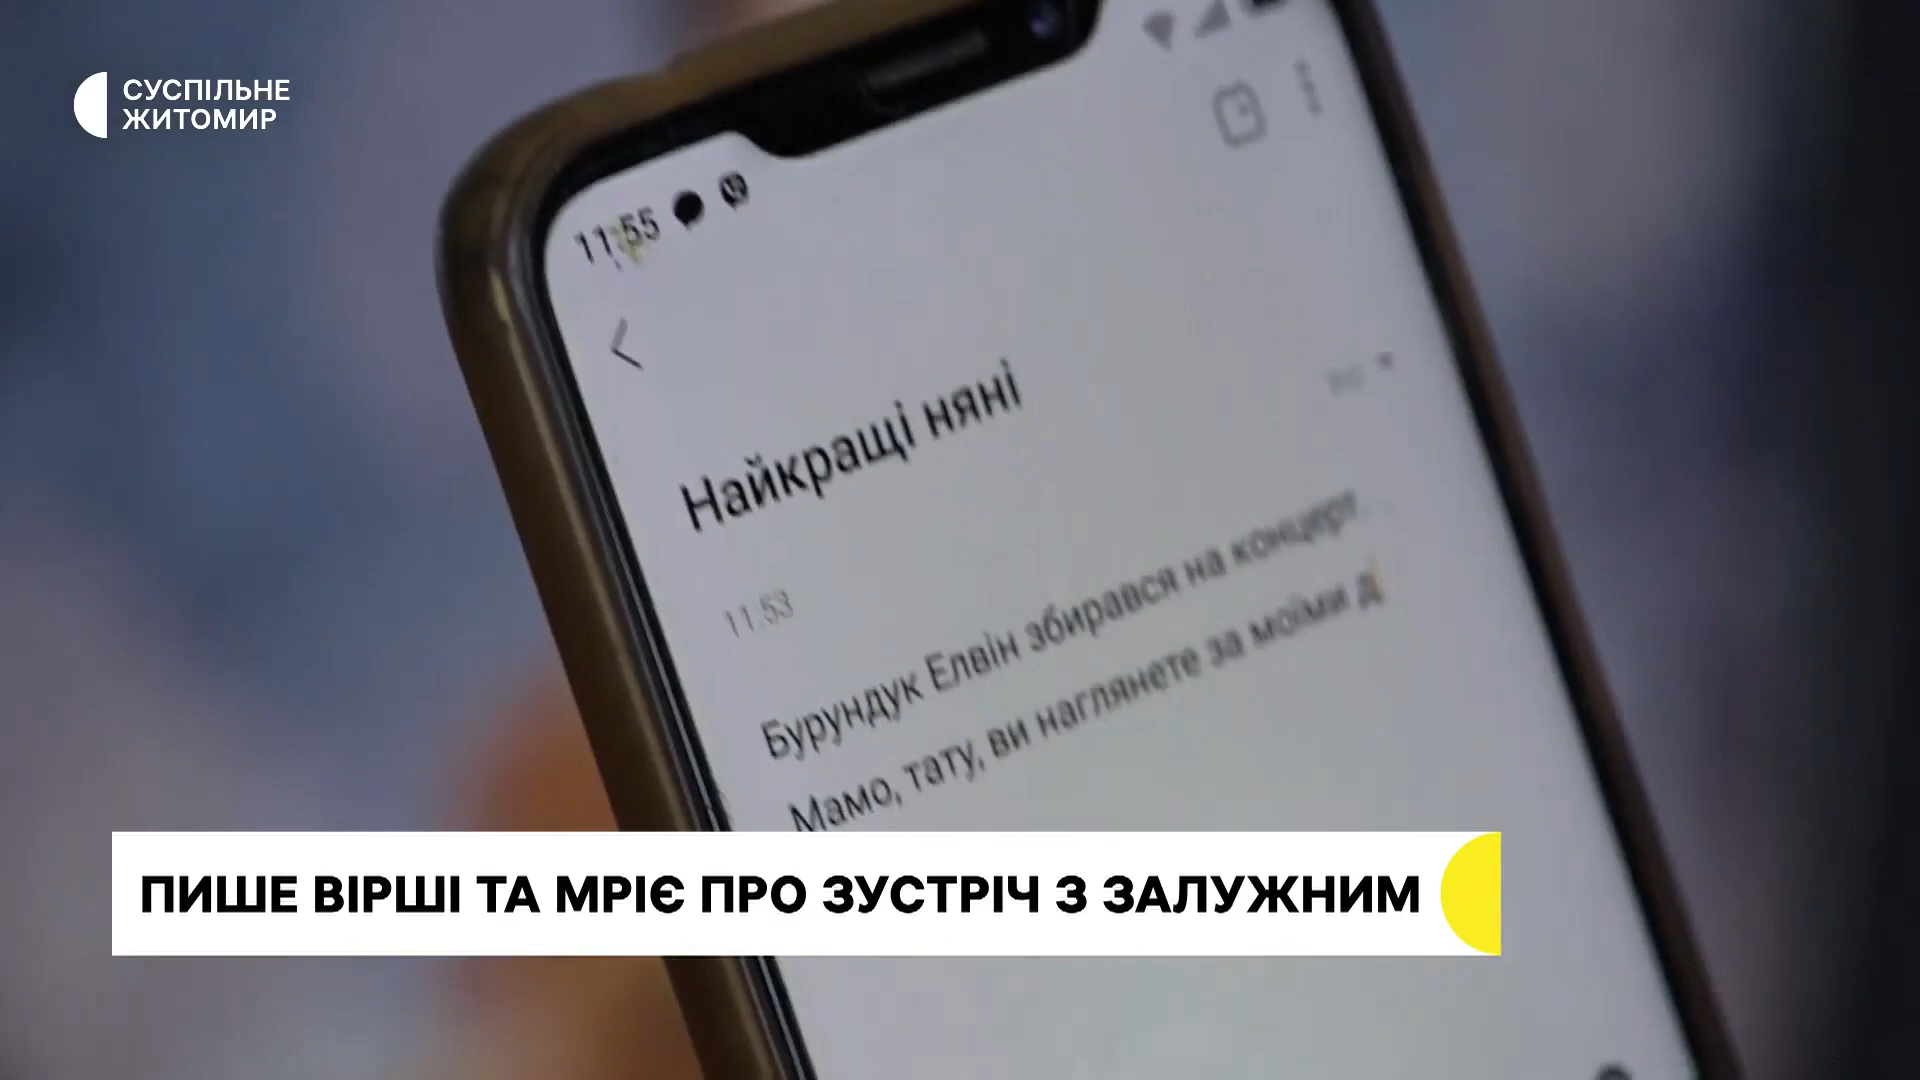 СУСПІЛЬНЕ
ЖИТОМИР
11:55
Найкращі няні
11:53
Бурундук Елвін збирався на концерт.
Мамо, тату, ви наглянете за моїми д
ПИШЕ ВІРШІ ТА МРІЄ ПРО ЗУСТРІЧ З ЗАЛУЖНИМ